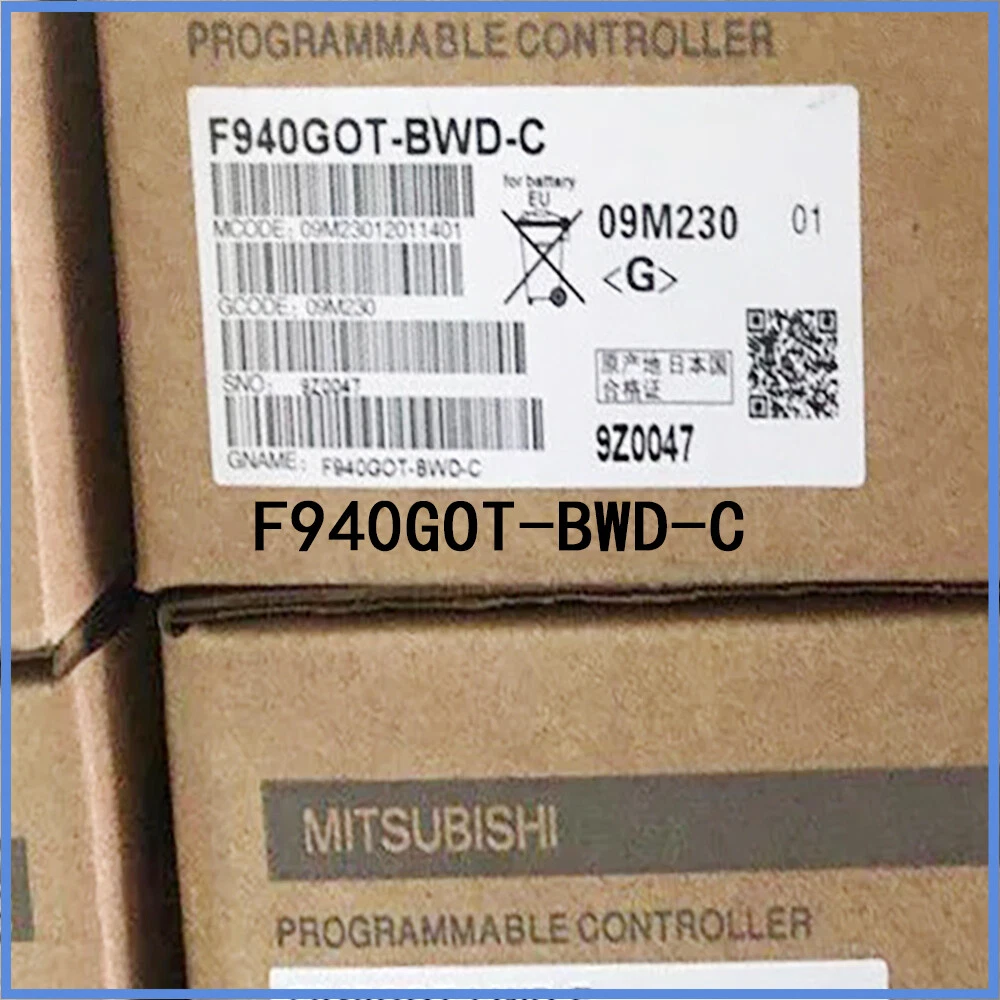 PROGRAMMABLE CONTROLLER
F940GOT-BWD-C
for battery
EU
MCODE: 09M23012011401
09M230 01
<G>
GCODE: 09M230
SNO: 9Z0047
原产地 日本国
合格证
9Z0047
GNAME: F940GOT-BWD-C
F940GOT-BWD-C
MITSUBISHI
PROGRAMMABLE CONTROLLER